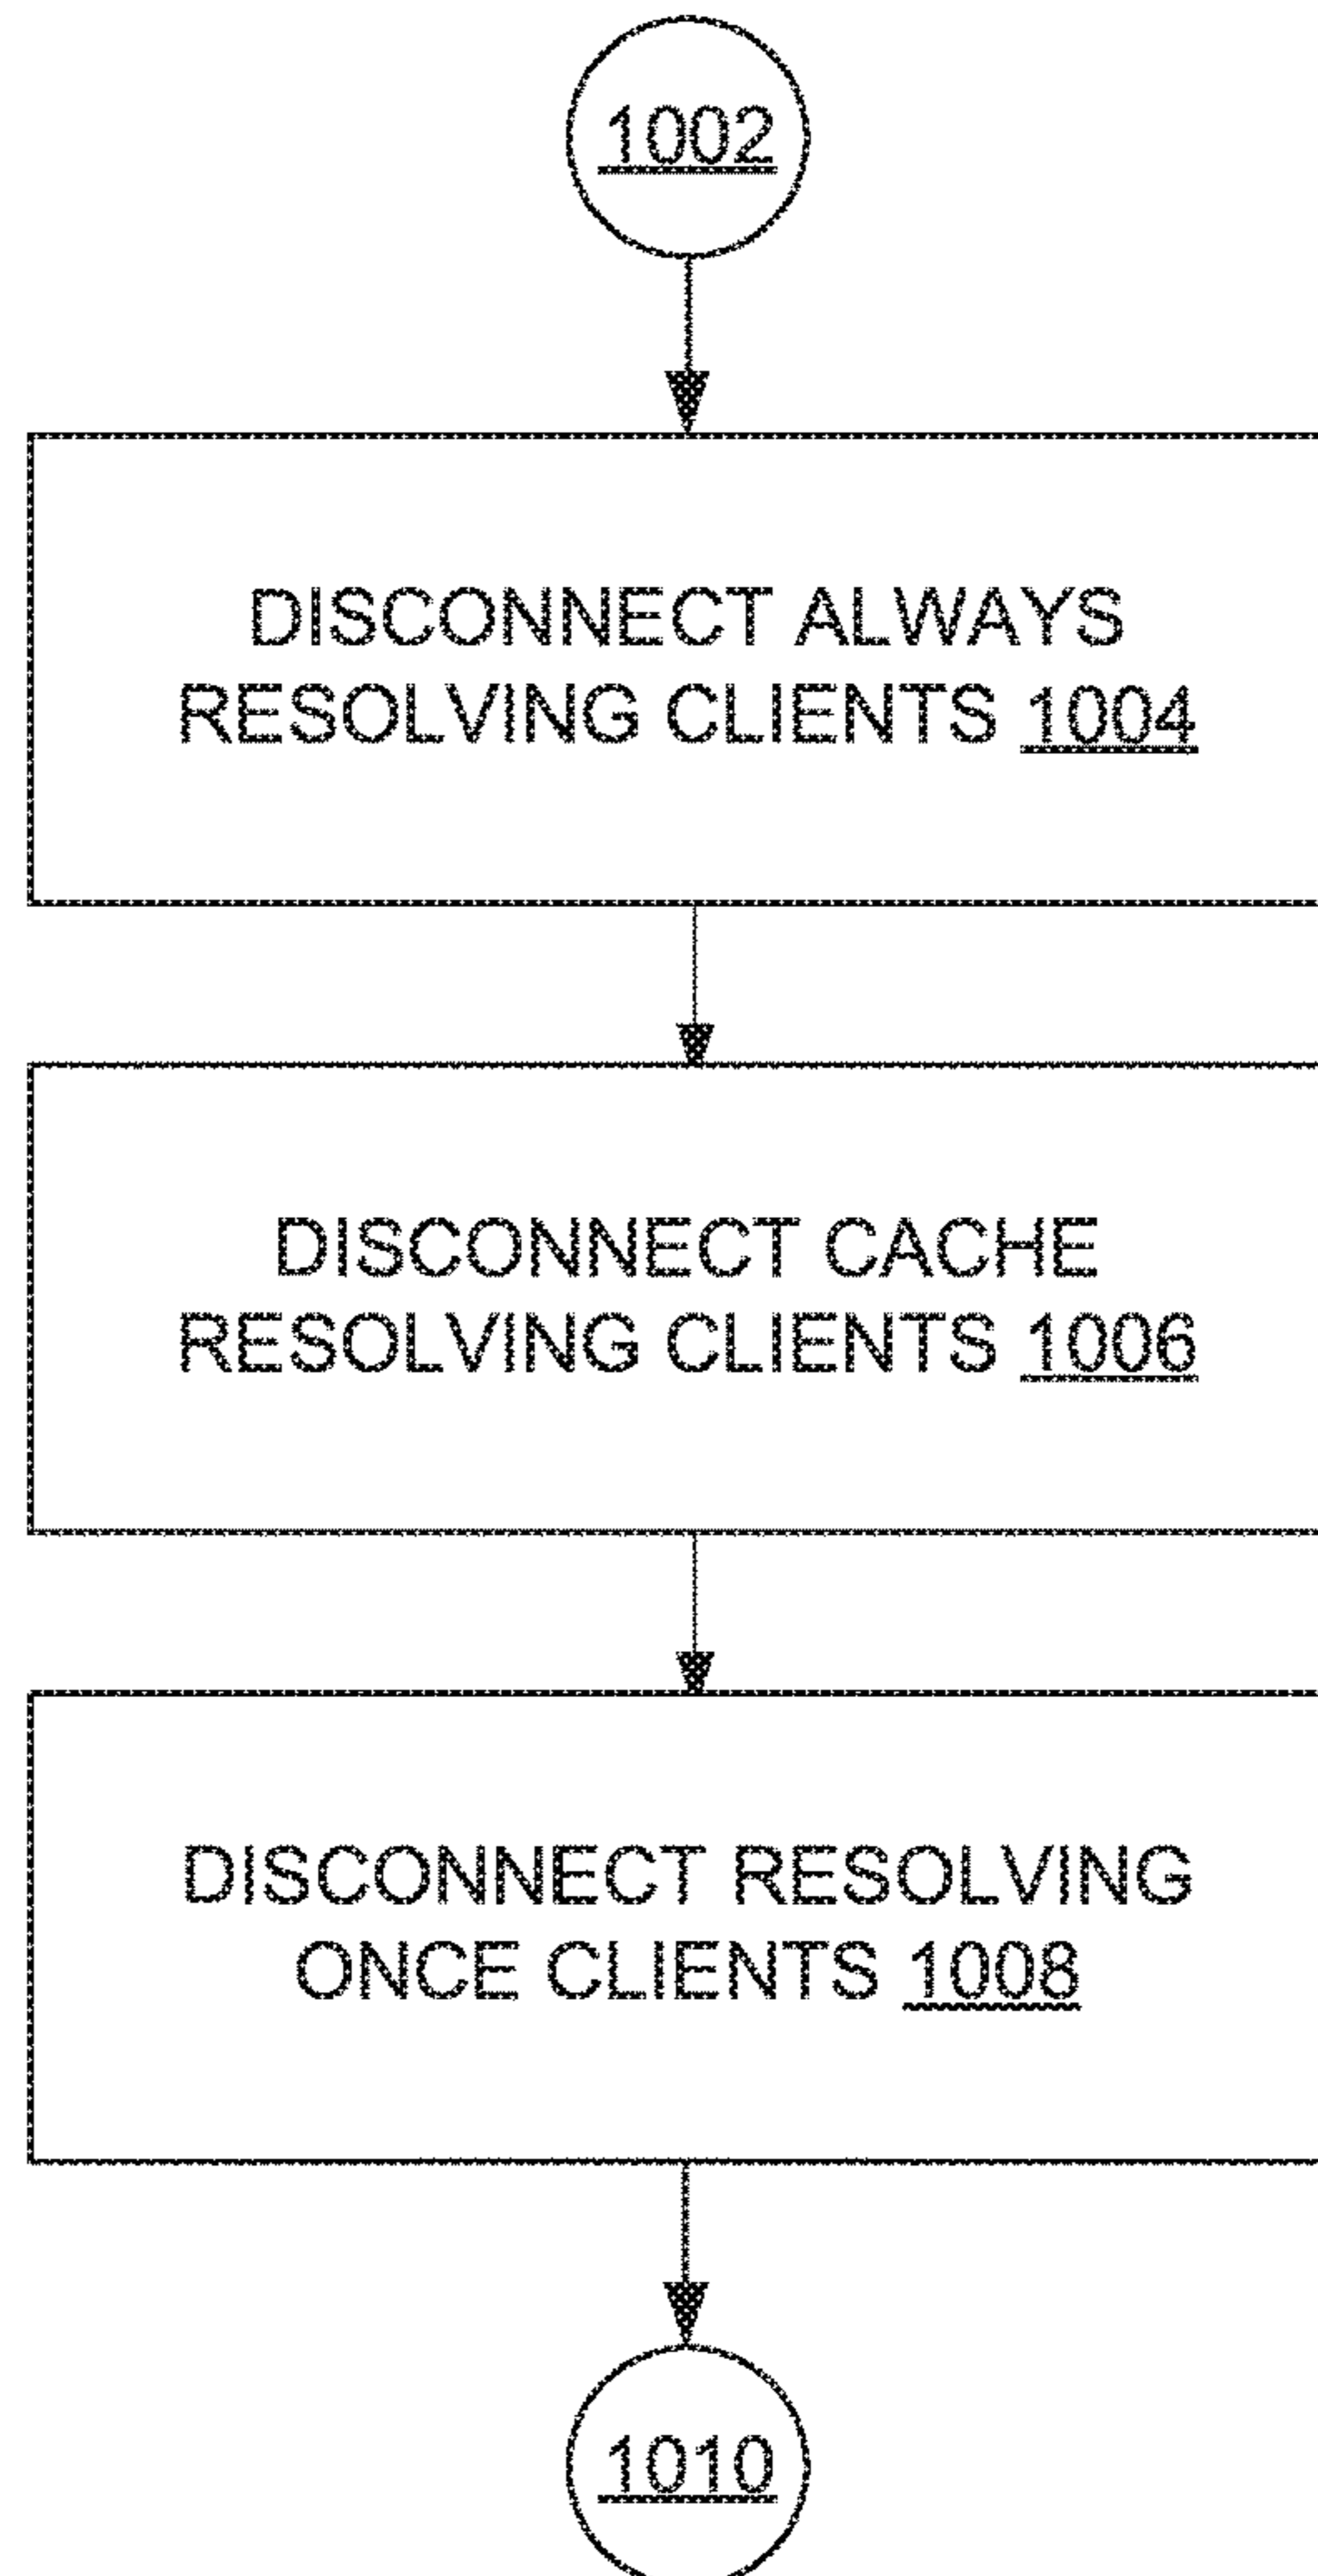 1002
DISCONNECT ALWAYS
RESOLVING CLIENTS 1004
DISCONNECT CACHE
RESOLVING CLIENTS 1006
DISCONNECT RESOLVING
ONCE CLIENTS 1008
1010